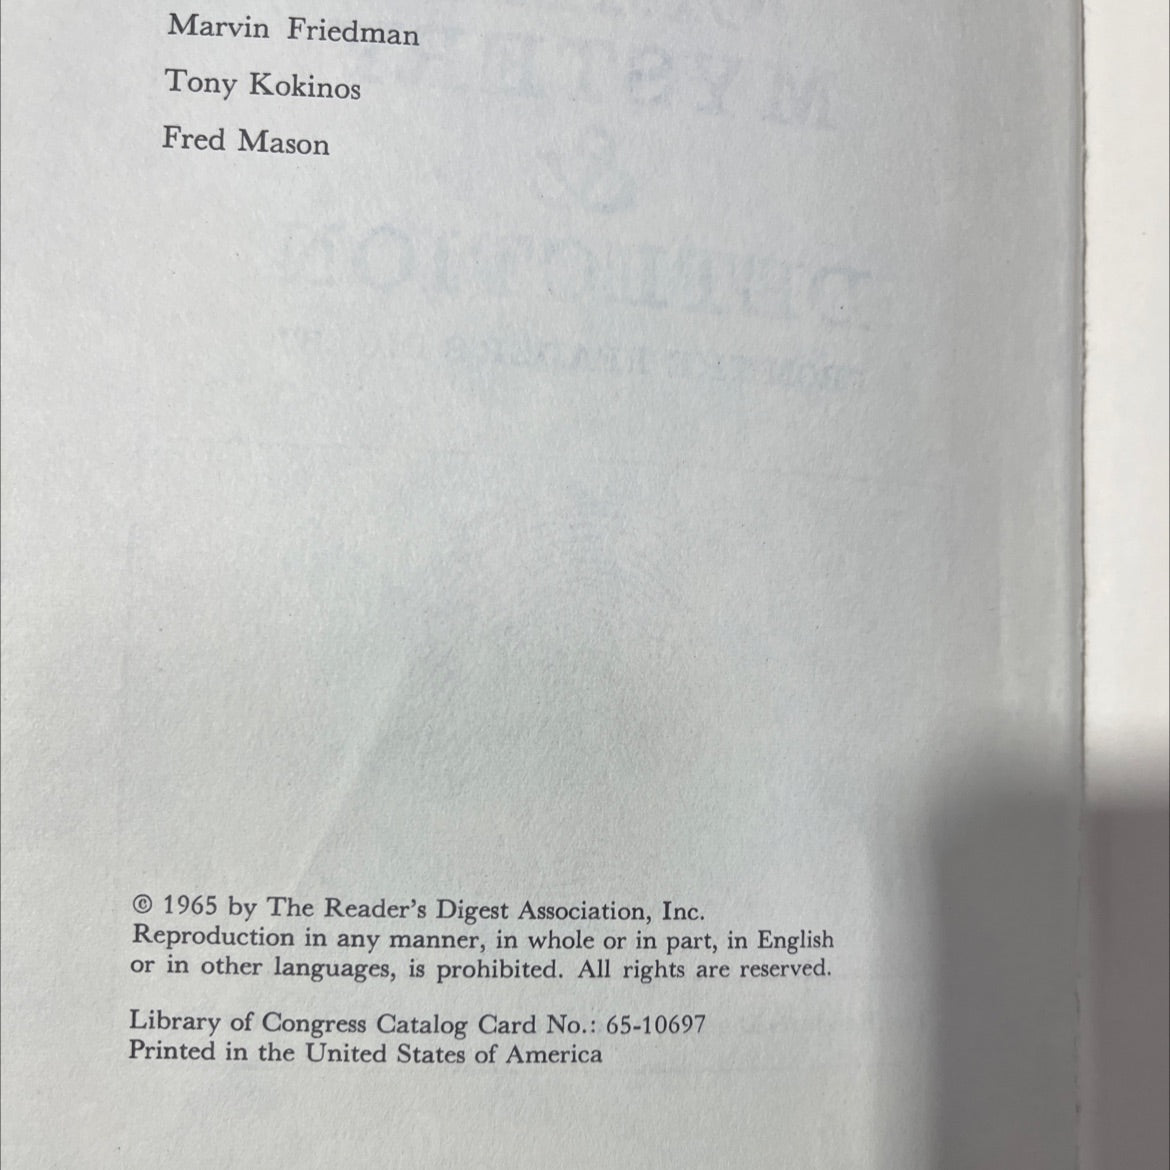 Marvin Friedman
Tony Kokinos
Fred Mason
MYSTERY
&
DETECTION
© 1965 by The Reader's Digest Association, Inc.
Reproduction in any manner, in whole or in part, in English
or in other languages, is prohibited. All rights are reserved.
Library of Congress Catalog Card No.: 65-10697
Printed in the United States of America